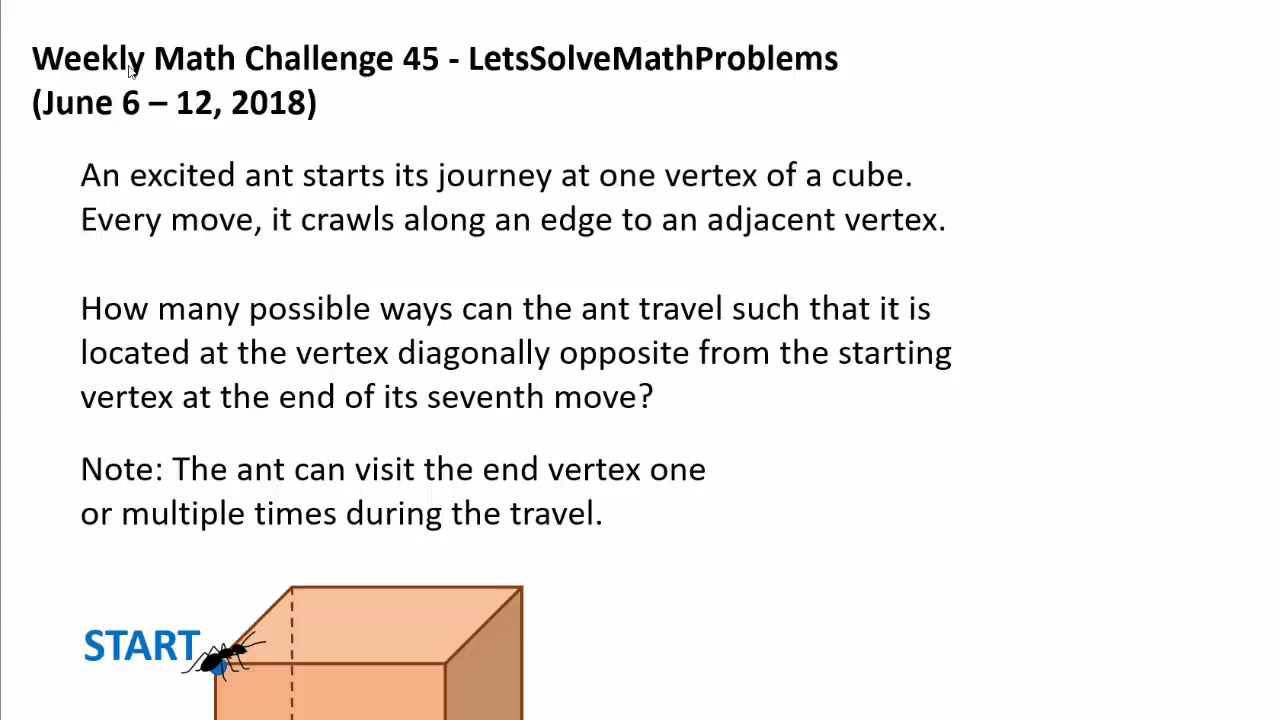 Weekly Math Challenge 45 - LetsSolveMathProblems
(June 6 – 12, 2018)
An excited ant starts its journey at one vertex of a cube.
Every move, it crawls along an edge to an adjacent vertex.
How many possible ways can the ant travel such that it is
located at the vertex diagonally opposite from the starting
vertex at the end of its seventh move?
Note: The ant can visit the end vertex one
or multiple times during the travel.
START